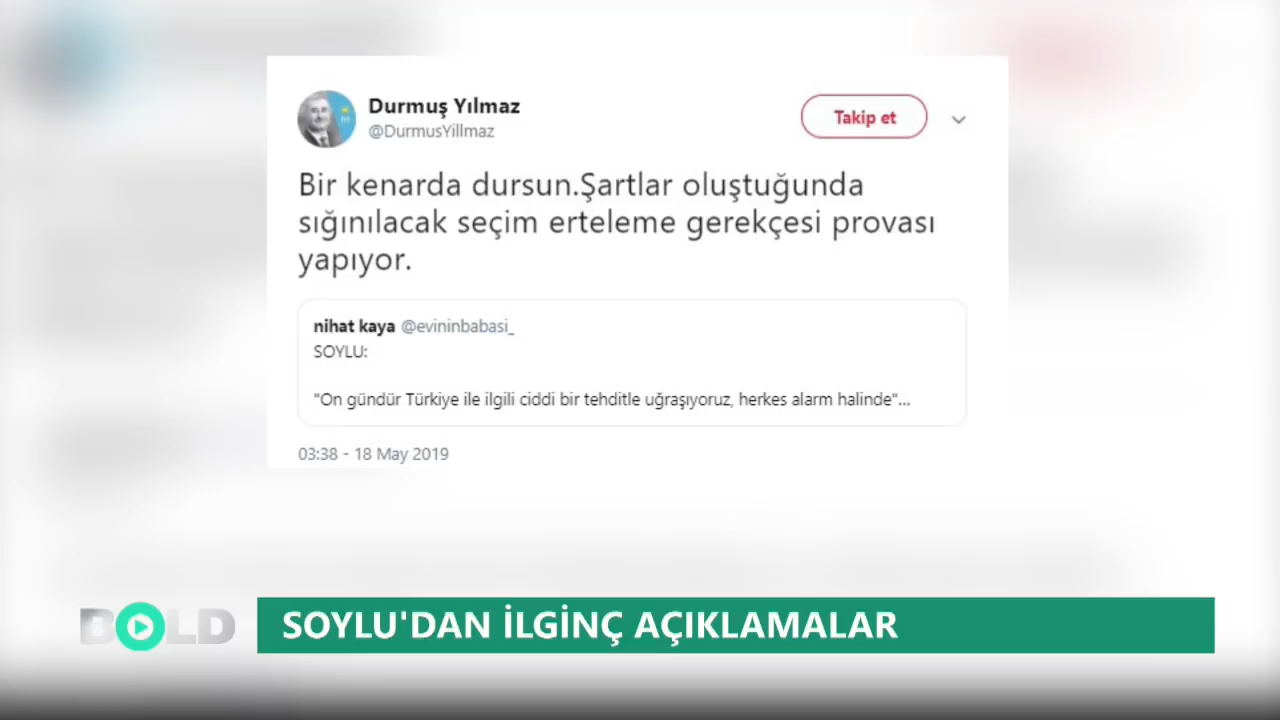 Durmuş Yılmaz
@DurmusYillmaz
Takip et
Bir kenarda dursun.Şartlar oluştuğunda
sığınılacak seçim erteleme gerekçesi provası
yapıyor.
nihat kaya @evininbabasi_
SOYLU:
"On gündür Türkiye ile ilgili ciddi bir tehditle uğraşıyoruz, herkes alarm halinde"...
03:38 - 18 May 2019
BOLD
SOYLU'DAN İLGİNÇ AÇIKLAMALAR